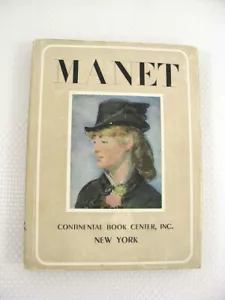 MANET
CONTINENTAL BOOK CENTER, INC.
NEW YORK